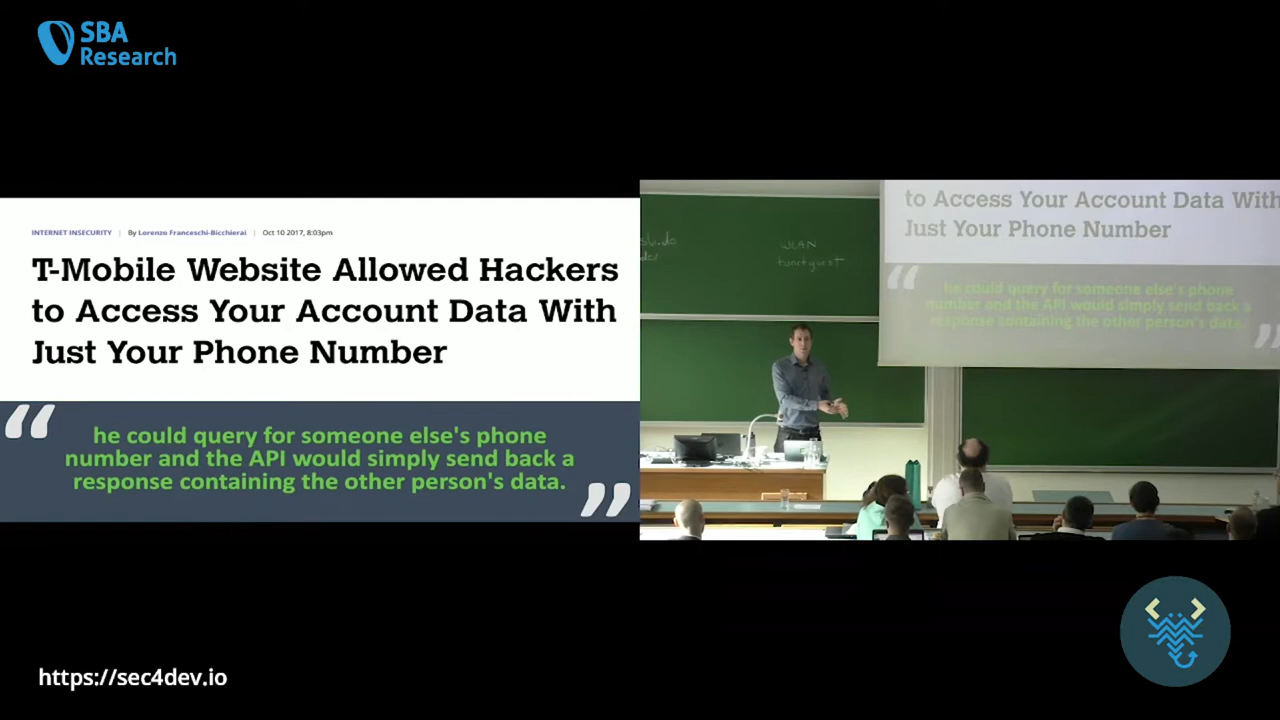 SBA
Research
INTERNET INSECURITY | By Lorenzo Franceschi-Bicchierai | Oct 10 2017, 8:03pm
T-Mobile Website Allowed Hackers
to Access Your Account Data With
Just Your Phone Number
“
he could query for someone else's phone
number and the API would simply send back a
response containing the other person's data.
”
to Access Your Account Data With
Just Your Phone Number
“
he could query for someone else's phone
number and the API would simply send back a
response containing the other person's data.
”
WLAN
https://sec4dev.io